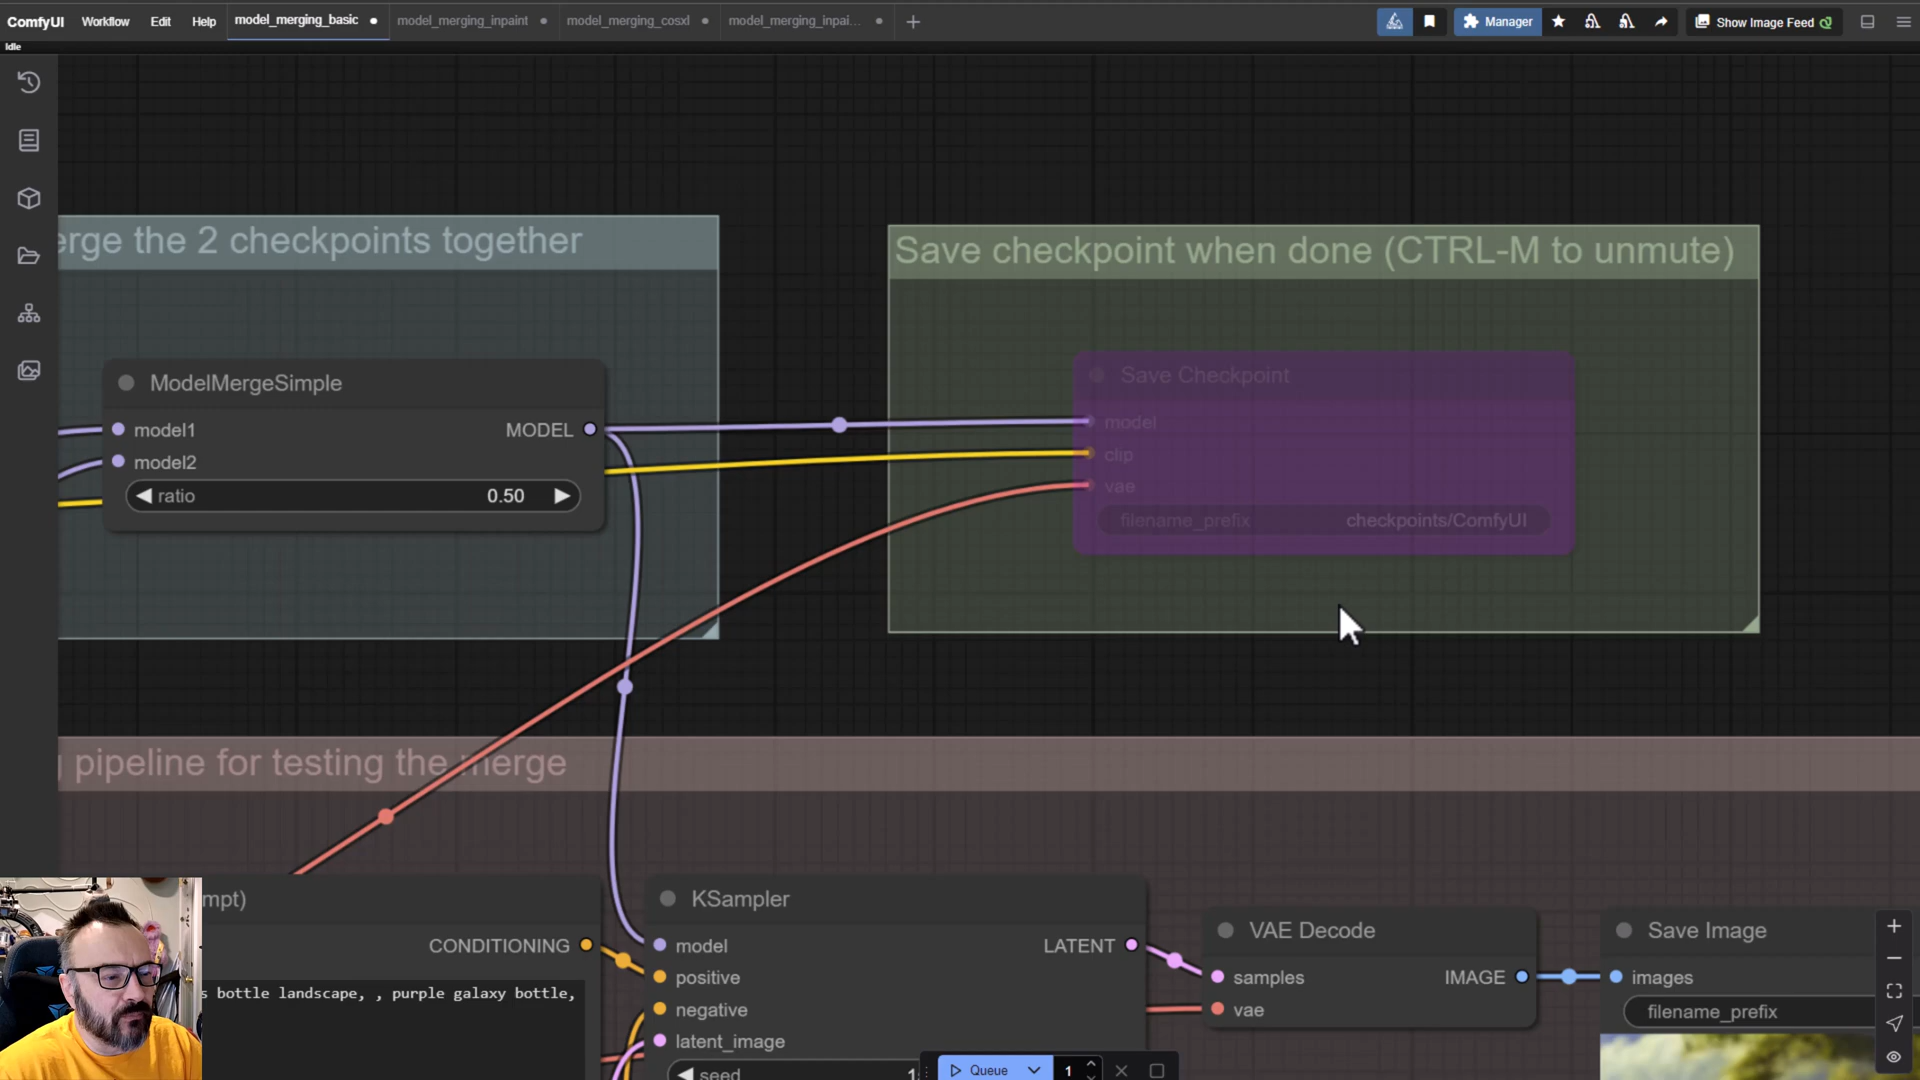 ComfyUI Workflow Edit Help model_merging_basic model_merging_inpaint model_merging_cosxl model_merging_inpai... Manager Show Image Feed
Idle
erge the 2 checkpoints together
Save checkpoint when done (CTRL-M to unmute)
ModelMergeSimple
model1 MODEL
model2
ratio 0.50
Save Checkpoint
model
clip
vae
filename_prefix checkpoints/ComfyUI
pipeline for testing the merge
mpt)
CONDITIONING
s bottle landscape, , purple galaxy bottle,
KSampler
model LATENT
positive
negative
latent_image
seed 1
VAE Decode
samples IMAGE
vae
Save Image
images
filename_prefix
Queue 1